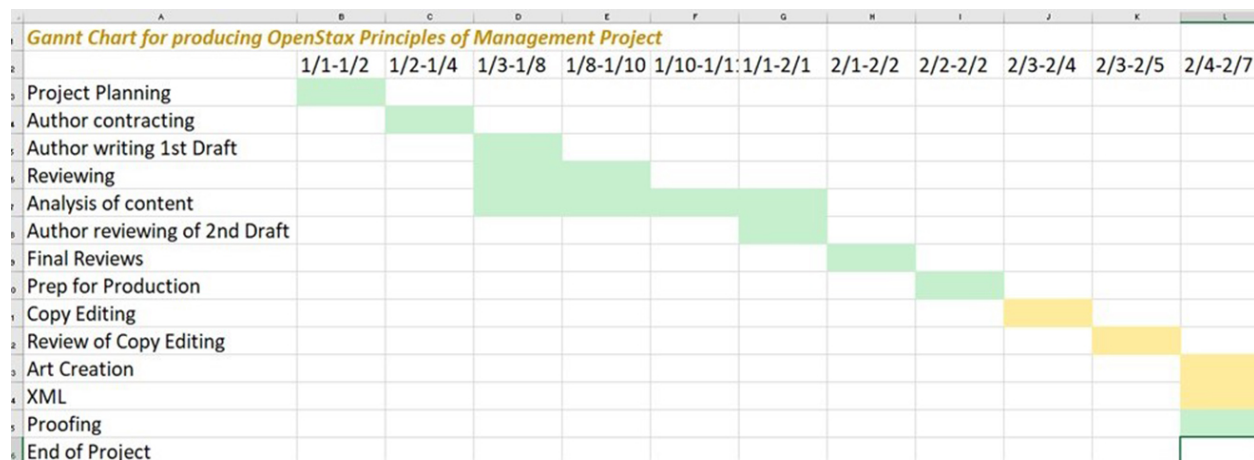 A B C D E F G H I J K L
Gannt Chart for producing OpenStax Principles of Management Project
1/1-1/2 1/2-1/4 1/3-1/8 1/8-1/10 1/10-1/1 1/1-2/1 2/1-2/2 2/2-2/2 2/3-2/4 2/3-2/5 2/4-2/7
Project Planning
Author contracting
Author writing 1st Draft
Reviewing
Analysis of content
Author reviewing of 2nd Draft
Final Reviews
Prep for Production
Copy Editing
Review of Copy Editing
Art Creation
XML
Proofing
End of Project